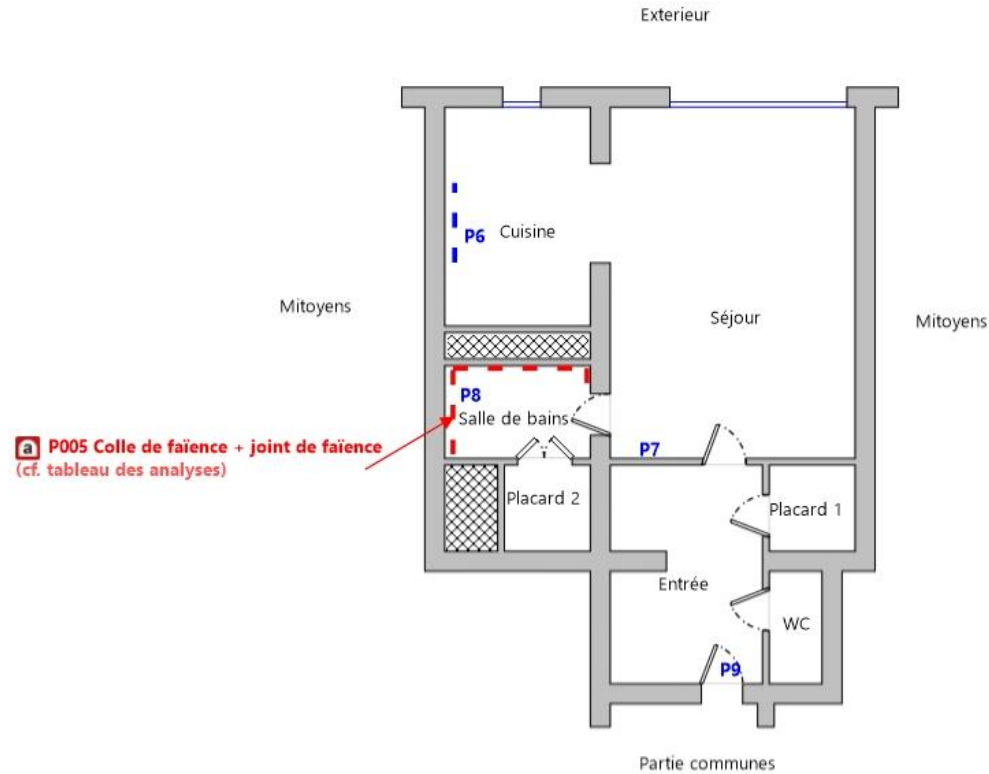 Exterieur
P6
Cuisine
Mitoyens
Séjour
Mitoyens
P8
Salle de bains
a P005 Colle de faïence + joint de faïence
(cf. tableau des analyses)
P7
Placard 2
Placard 1
Entrée
WC
P9
Partie communes